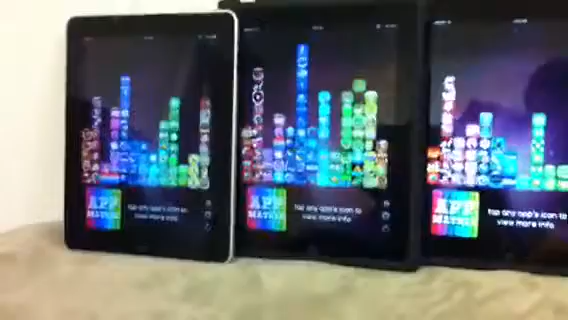 APP
MATRIX
Tap any app's icon to
view more info.
APP
MATRIX
Tap any app's icon to
view more info.
APP
MATRIX
Tap any app's icon to
view more info.